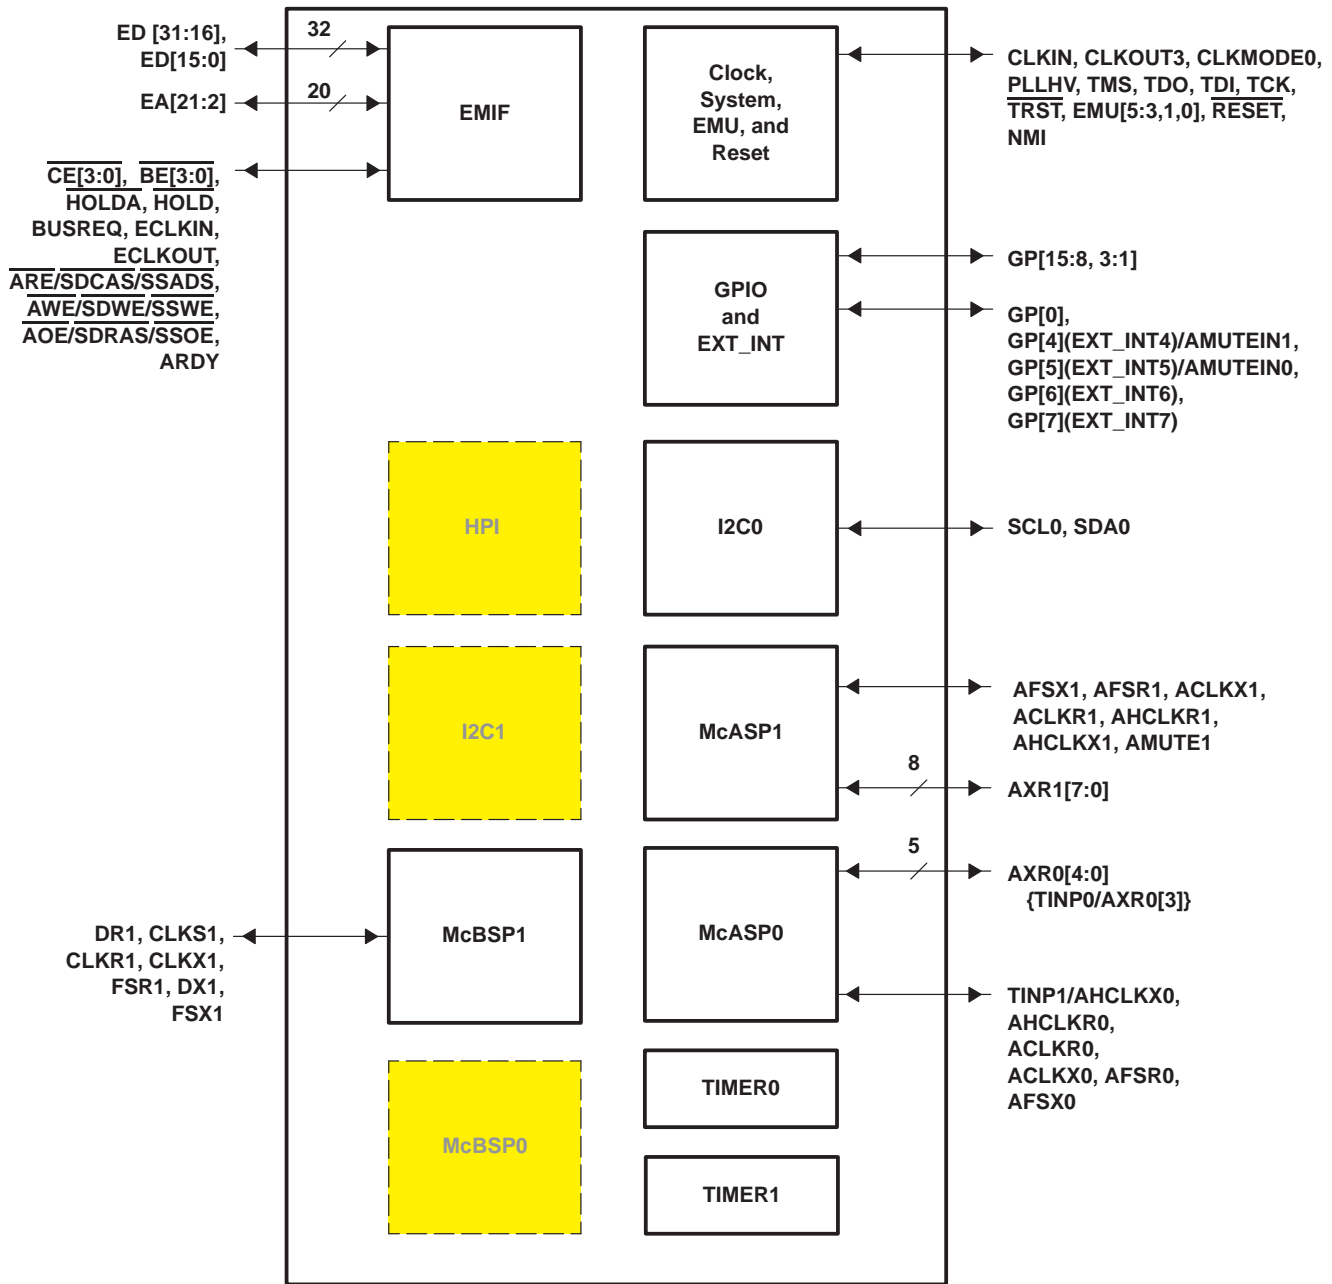 ED [31:16],
ED[15:0]
32
EA[21:2]
20
EMIF
CE[3:0], BE[3:0],
HOLDA, HOLD,
BUSREQ, ECLKIN,
ECLKOUT,
ARE/SDCAS/SSADS,
AWE/SDWE/SSWE,
AOE/SDRAS/SSOE,
ARDY
Clock,
System,
EMU, and
Reset
CLKIN, CLKOUT3, CLKMODE0,
PLLHV, TMS, TDO, TDI, TCK,
TRST, EMU[5:3,1,0], RESET,
NMI
GPIO
and
EXT_INT
GP[15:8, 3:1]
GP[0],
GP[4](EXT_INT4)/AMUTEIN1,
GP[5](EXT_INT5)/AMUTEIN0,
GP[6](EXT_INT6),
GP[7](EXT_INT7)
HPI
I2C0
SCL0, SDA0
I2C1
McASP1
AFSX1, AFSR1, ACLKX1,
ACLKR1, AHCLKR1,
AHCLKX1, AMUTE1
8
AXR1[7:0]
DR1, CLKS1,
CLKR1, CLKX1,
FSR1, DX1,
FSX1
McBSP1
McASP0
5
AXR0[4:0]
{TINP0/AXR0[3]}
TINP1/AHCLKX0,
AHCLKR0,
ACLKR0,
ACLKX0, AFSR0,
AFSX0
McBSP0
TIMER0
TIMER1